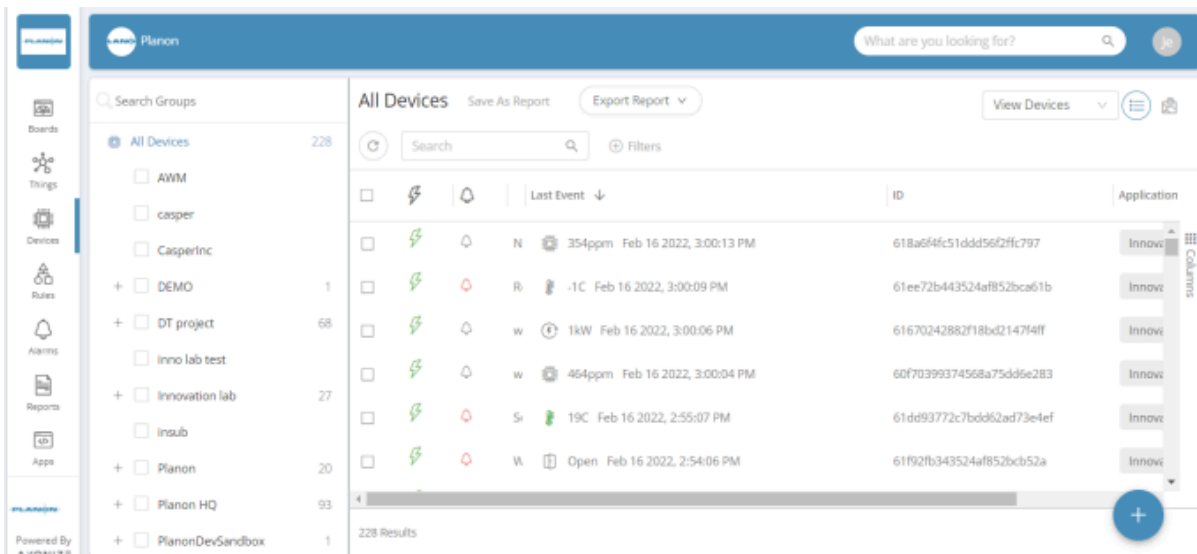 PLANON
Planon
What are you looking for?
Je
Boards
Things
Devices
Rules
Alarms
Reports
Apps
PLANON
Powered By
Search Groups
All Devices 228
AWM
casper
CasperInc
+ DEMO 1
+ DT project 68
Inno lab test
+ Innovation lab 27
insub
+ Planon 20
+ Planon HQ 93
+ PlanonDevSandbox 1
All Devices Save As Report Export Report View Devices
Search Filters
Last Event ↓ ID Application
N 354ppm Feb 16 2022, 3:00:13 PM 618a6f4fc51ddd56f2ffc797 Innova
-1C Feb 16 2022, 3:00:09 PM 61ee72b443524af852bca61b Innova
w 1kW Feb 16 2022, 3:00:06 PM 61670242882f18bd2147f4ff Innova
w 464ppm Feb 16 2022, 3:00:04 PM 60f70399374568a75dd6e283 Innova
19C Feb 16 2022, 2:55:07 PM 61dd93772c7bdd62ad73e4ef Innova
Open Feb 16 2022, 2:54:06 PM 61f92fb343524af852bcb52a Innova
Columns
228 Results
+